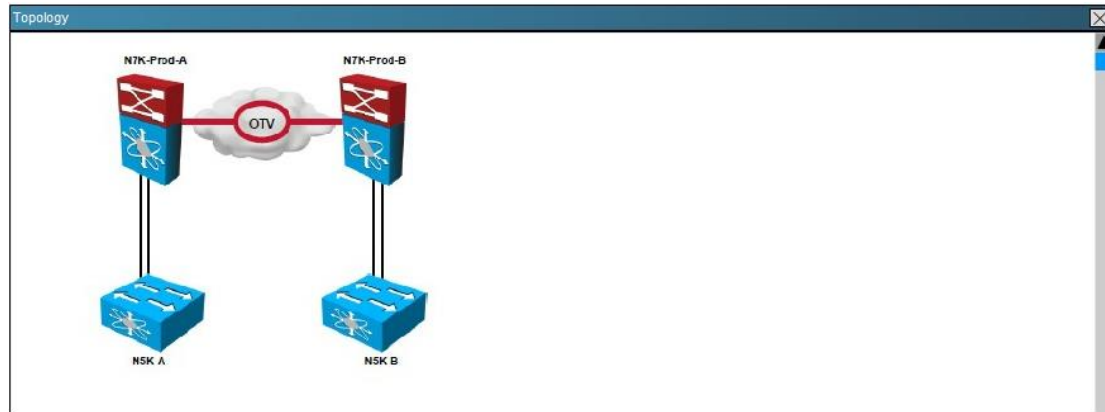 Topology
N7K-Prod-A
N7K-Prod-B
OTV
N5K A
N5K B